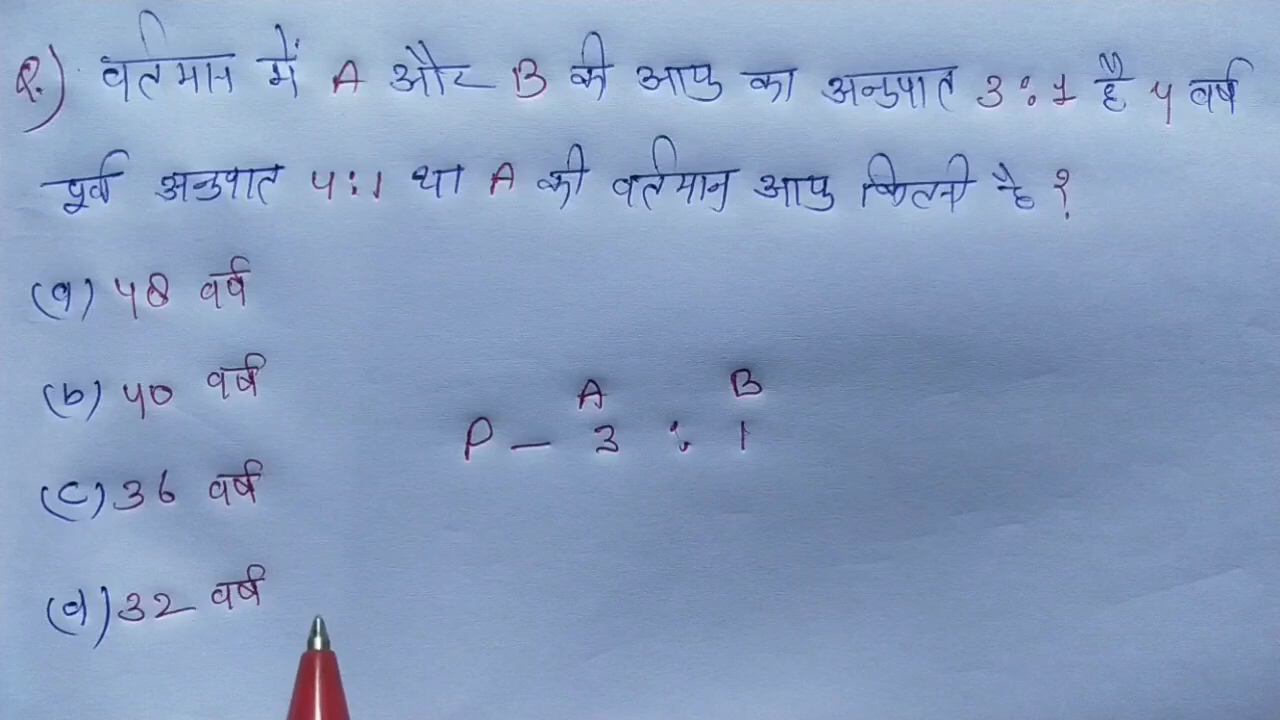 Q.) वर्तमान में A और B की आयु का अनुपात 3 : 1 है 4 वर्ष
पूर्व अनुपात 4 : 1 था A की वर्तमान आयु कितनी है ?
(a) 48 वर्ष
(b) 40 वर्ष
(c) 36 वर्ष
(d) 32 वर्ष
A B
P – 3 : 1